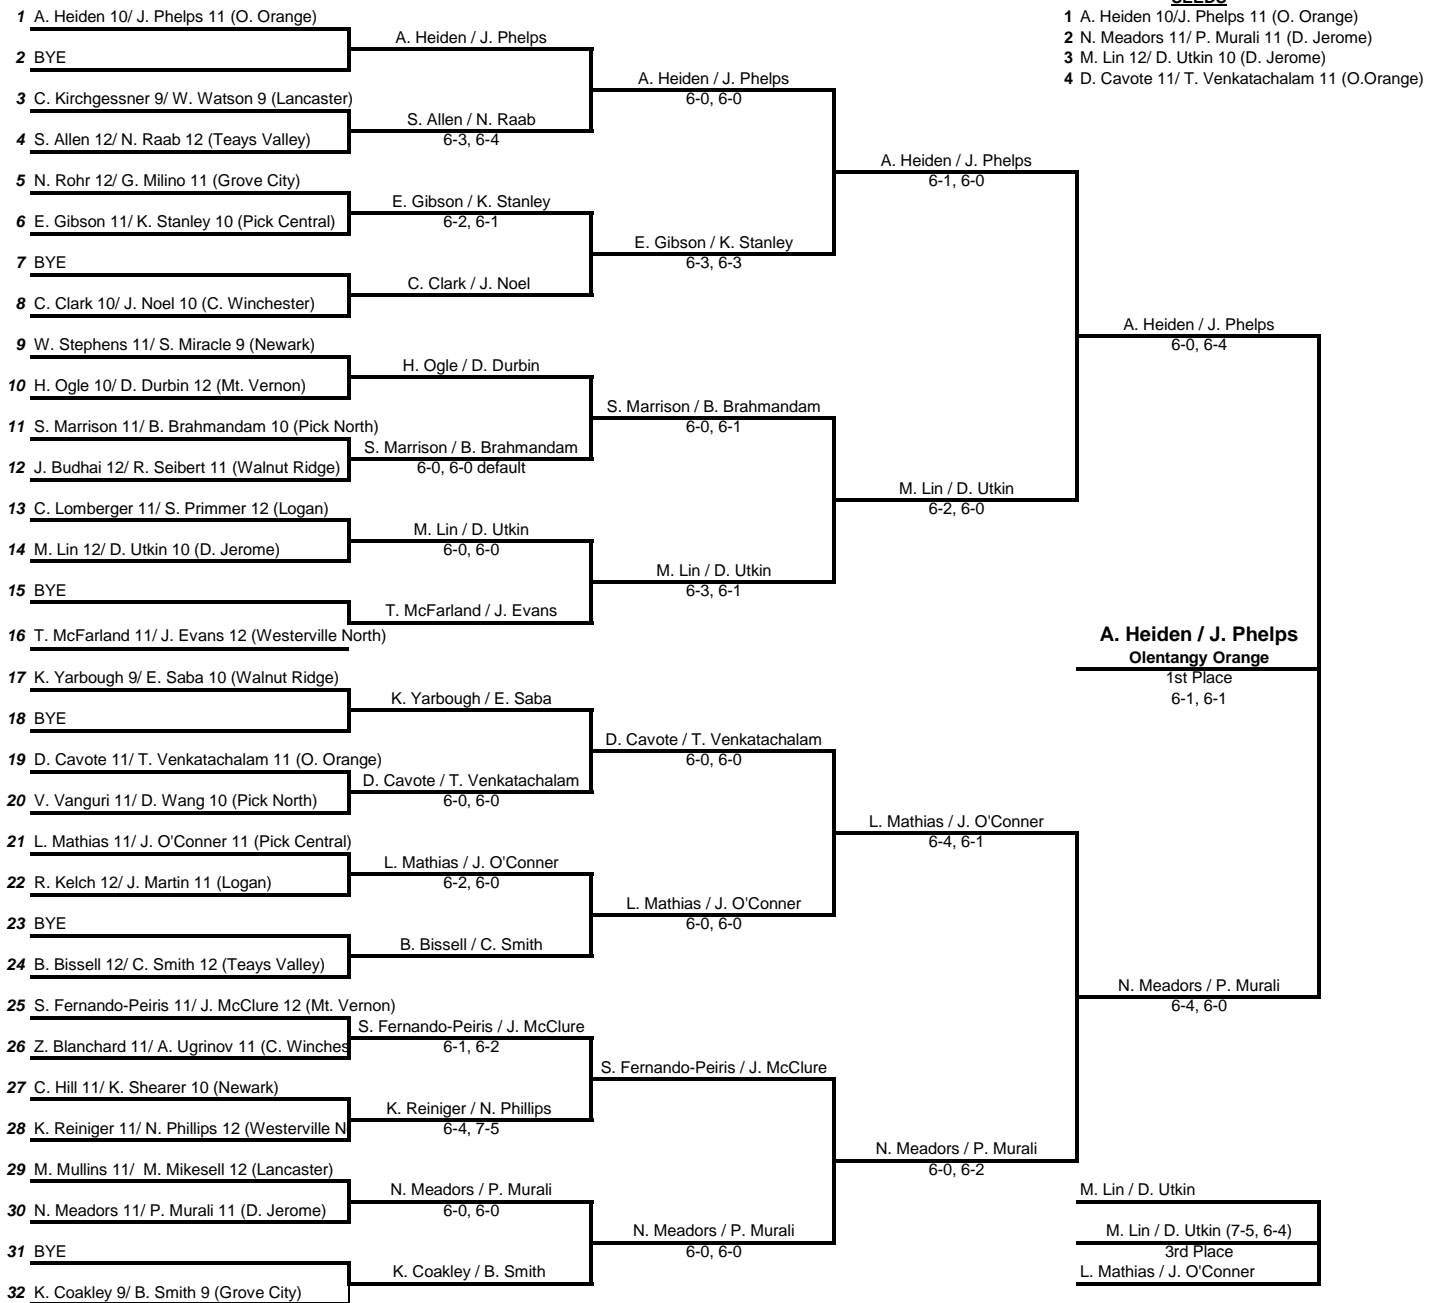 SEEDS
1 A. Heiden 10/J. Phelps 11 (O. Orange)
2 N. Meadors 11/ P. Murali 11 (D. Jerome)
3 M. Lin 12/ D. Utkin 10 (D. Jerome)
4 D. Cavote 11/ T. Venkatachalam 11 (O.Orange)
1 A. Heiden 10/ J. Phelps 11 (O. Orange)
2 BYE
3 C. Kirchgessner 9/ W. Watson 9 (Lancaster)
4 S. Allen 12/ N. Raab 12 (Teays Valley)
5 N. Rohr 12/ G. Milino 11 (Grove City)
6 E. Gibson 11/ K. Stanley 10 (Pick Central)
7 BYE
8 C. Clark 10/ J. Noel 10 (C. Winchester)
9 W. Stephens 11/ S. Miracle 9 (Newark)
10 H. Ogle 10/ D. Durbin 12 (Mt. Vernon)
11 S. Marrison 11/ B. Brahmandam 10 (Pick North)
12 J. Budhai 12/ R. Seibert 11 (Walnut Ridge)
13 C. Lomberger 11/ S. Primmer 12 (Logan)
14 M. Lin 12/ D. Utkin 10 (D. Jerome)
15 BYE
16 T. McFarland 11/ J. Evans 12 (Westerville North)
17 K. Yarbough 9/ E. Saba 10 (Walnut Ridge)
18 BYE
19 D. Cavote 11/ T. Venkatachalam 11 (O. Orange)
20 V. Vanguri 11/ D. Wang 10 (Pick North)
21 L. Mathias 11/ J. O'Conner 11 (Pick Central)
22 R. Kelch 12/ J. Martin 11 (Logan)
23 BYE
24 B. Bissell 12/ C. Smith 12 (Teays Valley)
25 S. Fernando-Peiris 11/ J. McClure 12 (Mt. Vernon)
26 Z. Blanchard 11/ A. Ugrinov 11 (C. Winches
27 C. Hill 11/ K. Shearer 10 (Newark)
28 K. Reiniger 11/ N. Phillips 12 (Westerville N
29 M. Mullins 11/ M. Mikesell 12 (Lancaster)
30 N. Meadors 11/ P. Murali 11 (D. Jerome)
31 BYE
32 K. Coakley 9/ B. Smith 9 (Grove City)
A. Heiden / J. Phelps
S. Allen / N. Raab
6-3, 6-4
E. Gibson / K. Stanley
6-2, 6-1
C. Clark / J. Noel
H. Ogle / D. Durbin
S. Marrison / B. Brahmandam
6-0, 6-0 default
M. Lin / D. Utkin
6-0, 6-0
T. McFarland / J. Evans
K. Yarbough / E. Saba
D. Cavote / T. Venkatachalam
6-0, 6-0
L. Mathias / J. O'Conner
6-2, 6-0
B. Bissell / C. Smith
S. Fernando-Peiris / J. McClure
6-1, 6-2
K. Reiniger / N. Phillips
6-4, 7-5
N. Meadors / P. Murali
6-0, 6-0
K. Coakley / B. Smith
A. Heiden / J. Phelps
6-0, 6-0
E. Gibson / K. Stanley
6-3, 6-3
S. Marrison / B. Brahmandam
6-0, 6-1
M. Lin / D. Utkin
6-3, 6-1
D. Cavote / T. Venkatachalam
6-0, 6-0
L. Mathias / J. O'Conner
6-0, 6-0
S. Fernando-Peiris / J. McClure
N. Meadors / P. Murali
6-0, 6-0
A. Heiden / J. Phelps
6-1, 6-0
M. Lin / D. Utkin
6-2, 6-0
L. Mathias / J. O'Conner
6-4, 6-1
N. Meadors / P. Murali
6-0, 6-2
A. Heiden / J. Phelps
6-0, 6-4
N. Meadors / P. Murali
6-4, 6-0
A. Heiden / J. Phelps
Olentangy Orange
1st Place
6-1, 6-1
M. Lin / D. Utkin
M. Lin / D. Utkin (7-5, 6-4)
3rd Place
L. Mathias / J. O'Conner